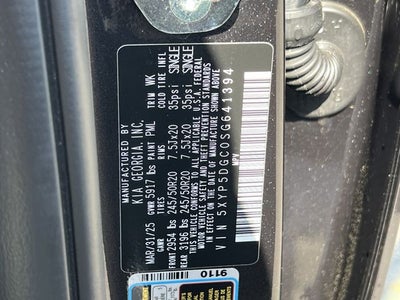 MANUFACTURED BY
KIA GEORGIA, INC.
MAR/31/25 GVWR 5917 lbs PAINT PML TRIM WK
COLD TIRE INFL
FRONT 2954 lbs 245/50R20 7.5Jx20 35psi SINGLE
REAR 3196 lbs 245/50R20 7.5Jx20 35psi SINGLE
THIS VEHICLE CONFORMS TO ALL APPLICABLE U.S.A. FEDERAL
MOTOR VEHICLE SAFETY AND THEFT PREVENTION STANDARDS
IN EFFECT ON THE DATE OF MANUFACTURE SHOWN ABOVE
VIN 5XYP5DGC0SG641394
MPV
9110